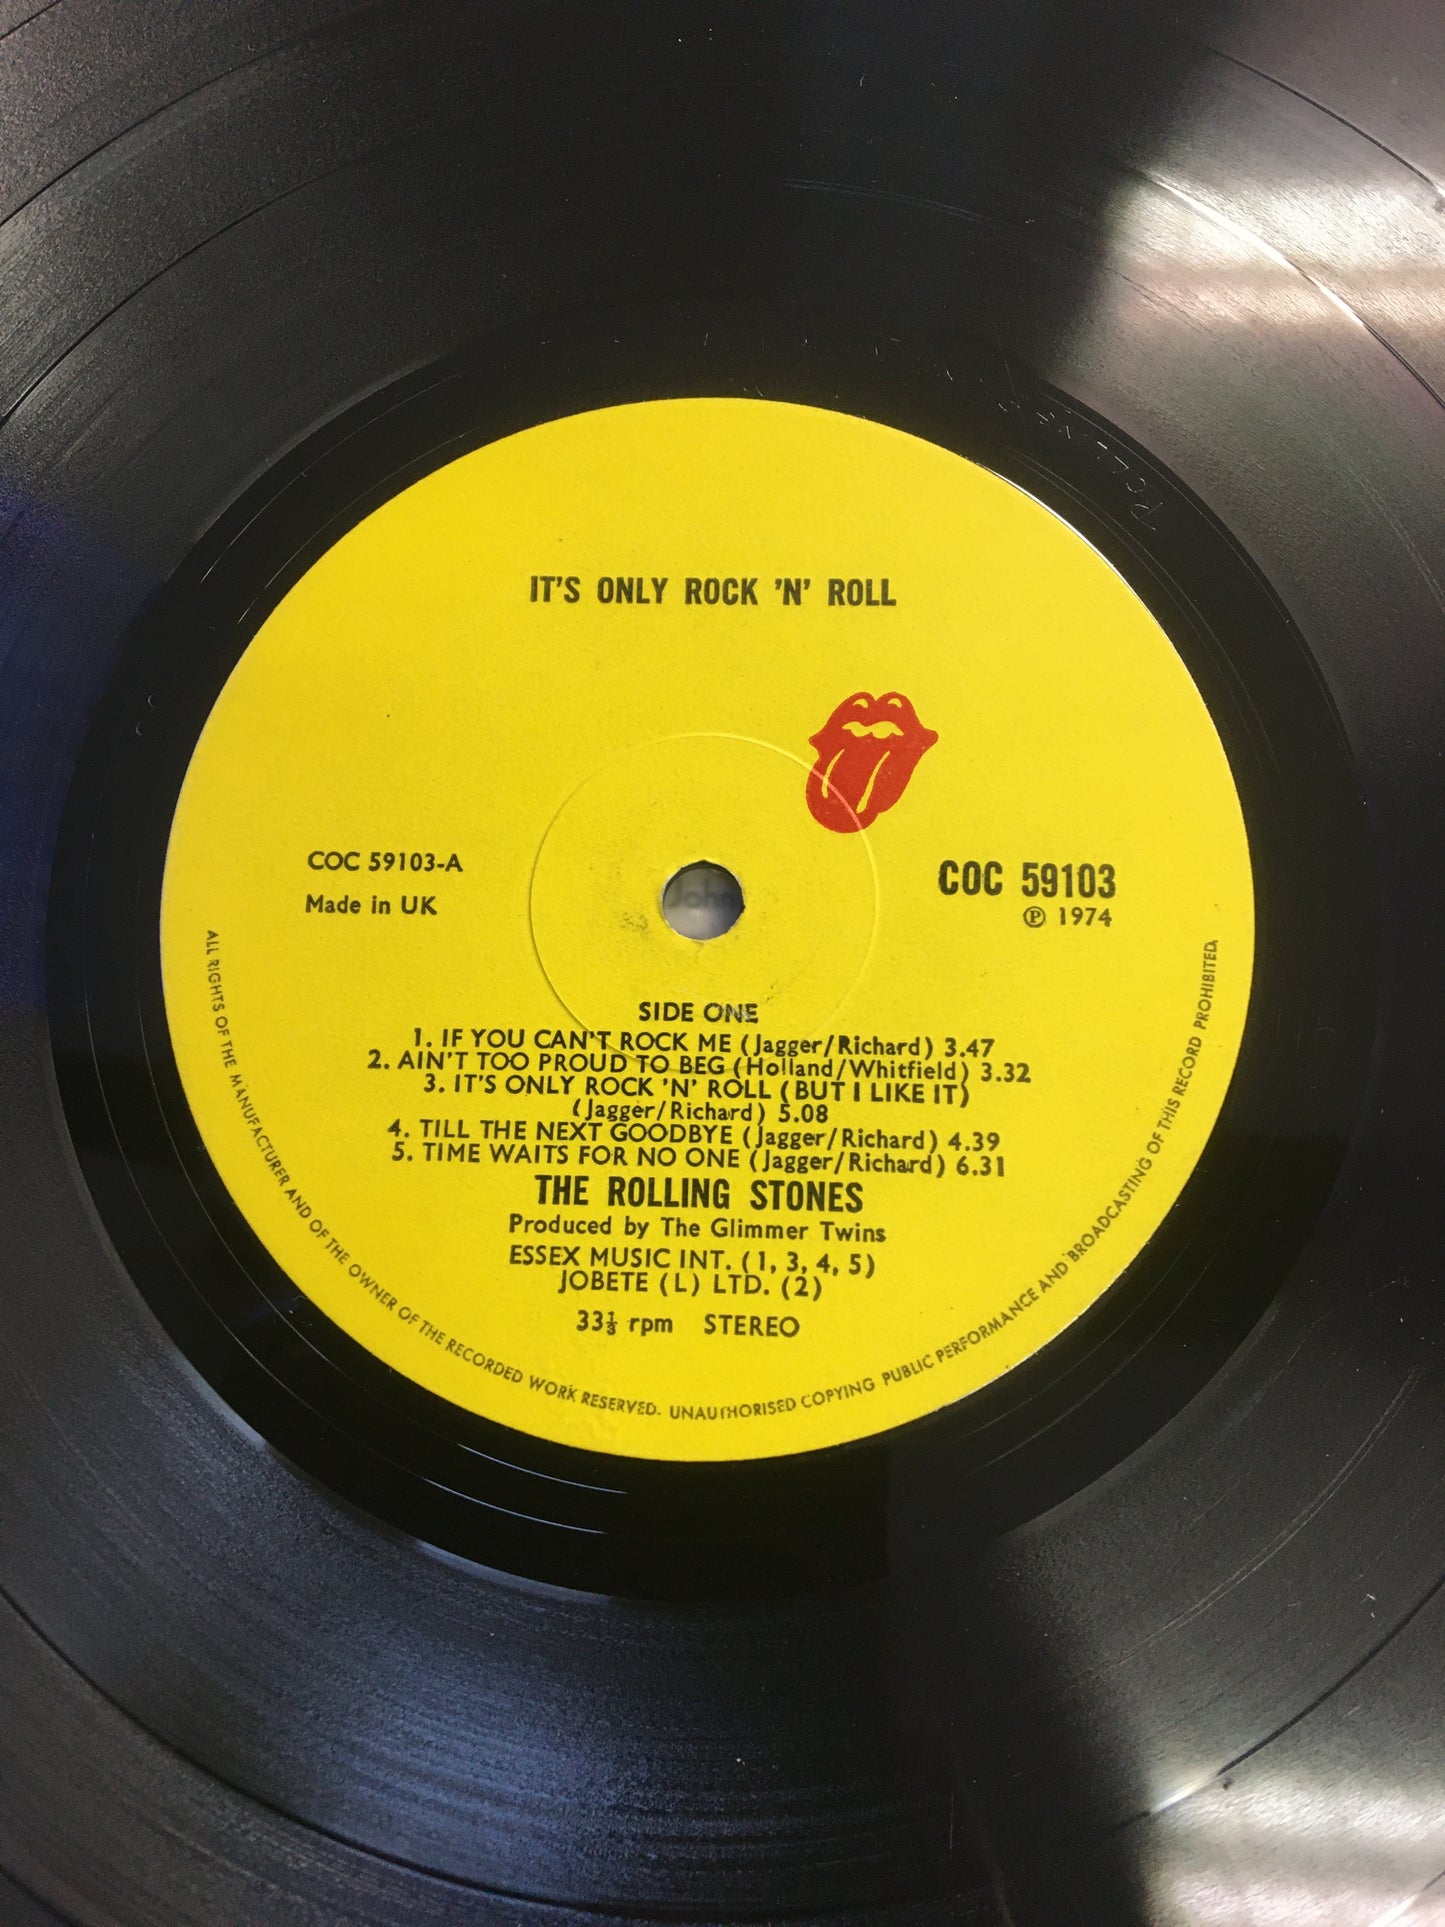 IT'S ONLY ROCK 'N' ROLL
COC 59103-A
Made in UK
COC 59103
Ⓟ 1974
John
SIDE ONE
1. IF YOU CAN'T ROCK ME (Jagger/Richard) 3.47
2. AIN'T TOO PROUD TO BEG (Holland/Whitfield) 3.32
3. IT'S ONLY ROCK 'N' ROLL (BUT I LIKE IT)
(Jagger/Richard) 5.08
4. TILL THE NEXT GOODBYE (Jagger/Richard) 4.39
5. TIME WAITS FOR NO ONE (Jagger/Richard) 6.31
THE ROLLING STONES
Produced by The Glimmer Twins
ESSEX MUSIC INT. (1, 3, 4, 5)
JOBETE (L) LTD. (2)
33⅓ rpm STEREO
ALL RIGHTS OF THE MANUFACTURER AND OF THE OWNER OF THE RECORDED WORK RESERVED. UNAUTHORISED COPYING PUBLIC PERFORMANCE AND BROADCASTING OF THIS RECORD PROHIBITED.